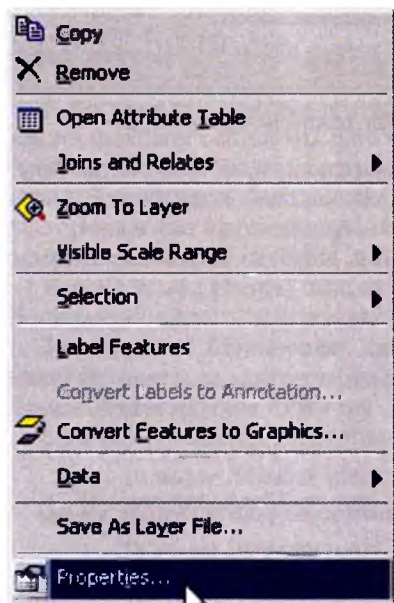 Copy
Remove
Open Attribute Table
Joins and Relates
Zoom To Layer
Visible Scale Range
Selection
Label Features
Convert Labels to Annotation...
Convert Features to Graphics...
Data
Save As Layer File...
Properties...